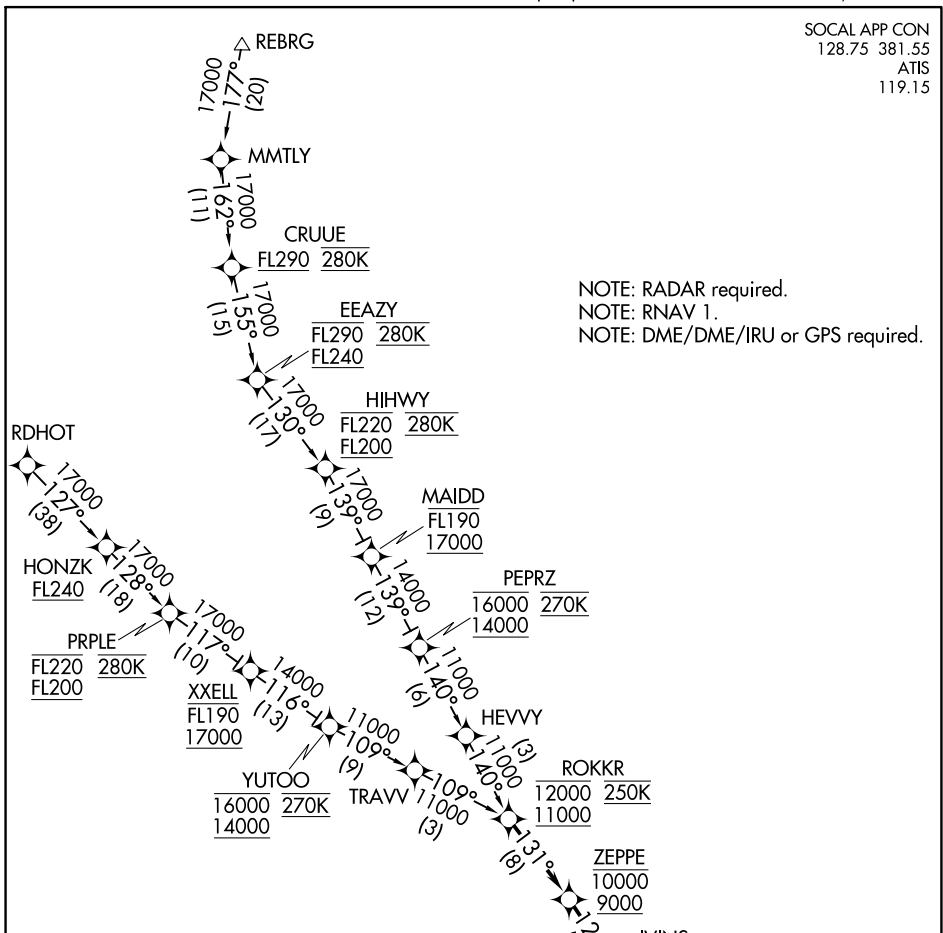 SOCAL APP CON
128.75 381.55
ATIS
119.15
REBRG
17000
177°
(20)
MMTLY
17000
162°
(11)
CRUUE
FL290 280K
17000
155°
(15)
EEAZY
FL290 280K
FL240
NOTE: RADAR required.
NOTE: RNAV 1.
NOTE: DME/DME/IRU or GPS required.
17000
130°
(17)
HIHWY
FL220 280K
FL200
RDHOT
17000
127°
(38)
17000
139°
(9)
MAIDD
FL190
17000
HONZK
FL240
17000
128°
(18)
14000
139°
(12)
PEPRZ
16000 270K
14000
PRPLE
FL220 280K
FL200
17000
117°
(10)
XXELL
FL190
17000
14000
116°
(13)
11000
140°
(6)
HEVVY
(3)
11000
140°
YUTOO
16000 270K
14000
11000
109°
(9)
TRAVV
109°
11000
(3)
ROKKR
12000 250K
11000
131°
(8)
ZEPPE
10000
9000